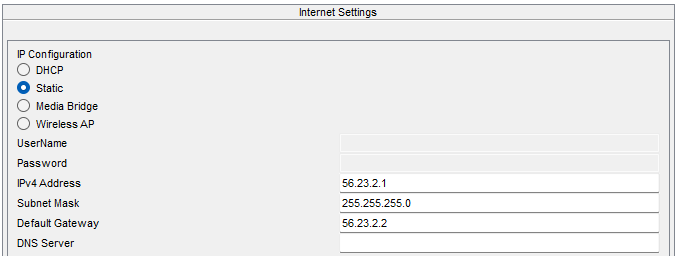 Internet Settings
IP Configuration
DHCP
Static
Media Bridge
Wireless AP
UserName
Password
IPv4 Address 56.23.2.1
Subnet Mask 255.255.255.0
Default Gateway 56.23.2.2
DNS Server